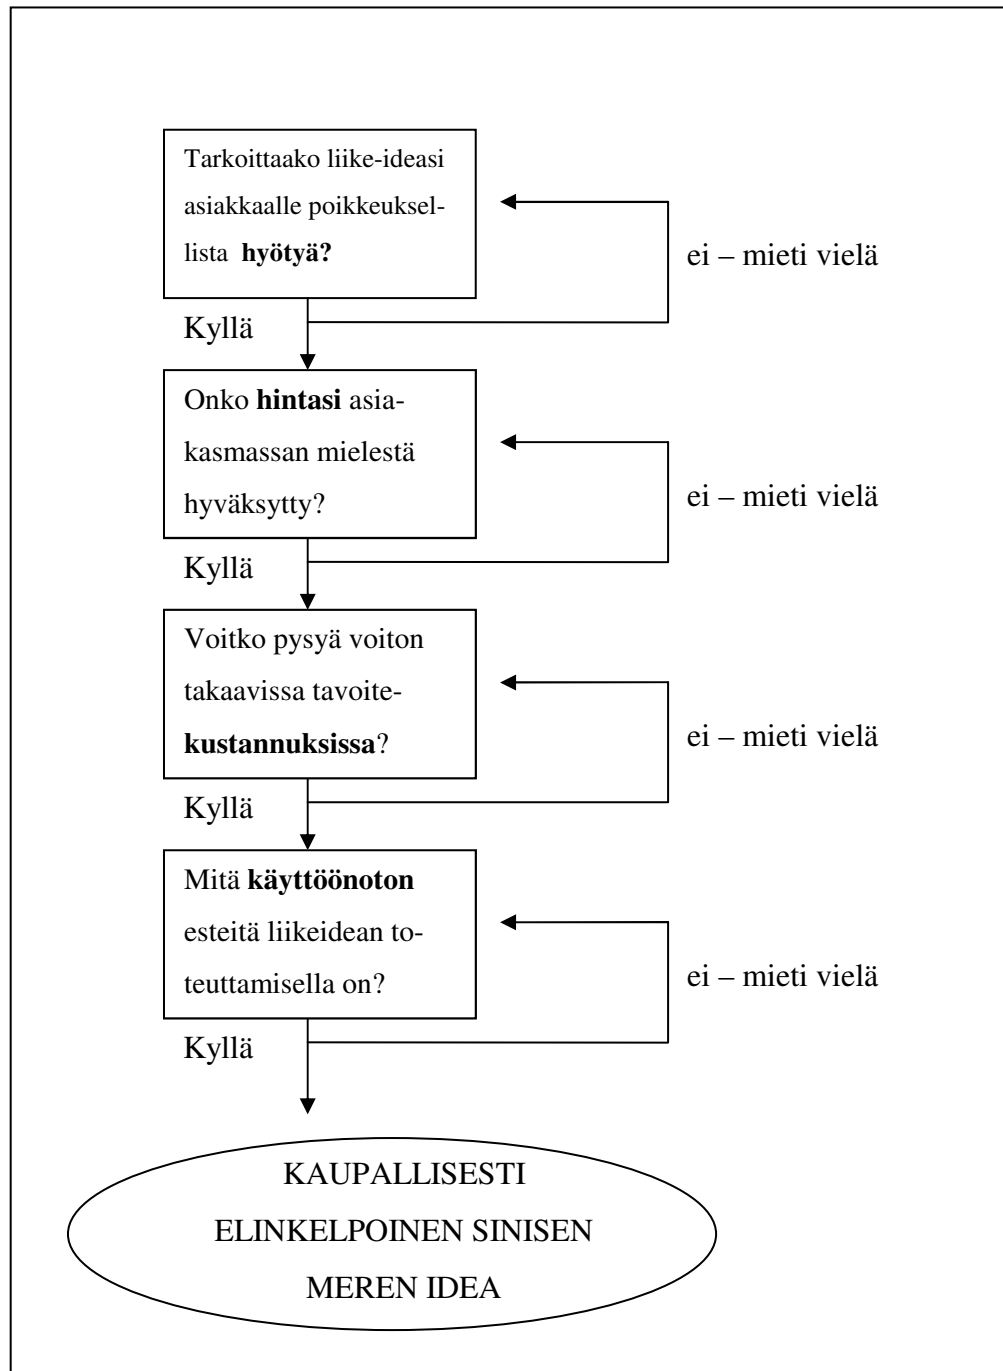 Tarkoittaako liike-ideasi
asiakkaalle poikkeuksel-
lista hyötyä?
ei – mieti vielä
Kyllä
Onko hintasi asia-
kasmassan mielestä
hyväksytty?
ei – mieti vielä
Kyllä
Voitko pysyä voiton
takaavissa tavoite-
kustannuksissa?
ei – mieti vielä
Kyllä
Mitä käyttöönoton
esteitä liikeidean to-
teuttamisella on?
ei – mieti vielä
Kyllä
KAUPALLISESTI
ELINKELPOINEN SINISEN
MEREN IDEA